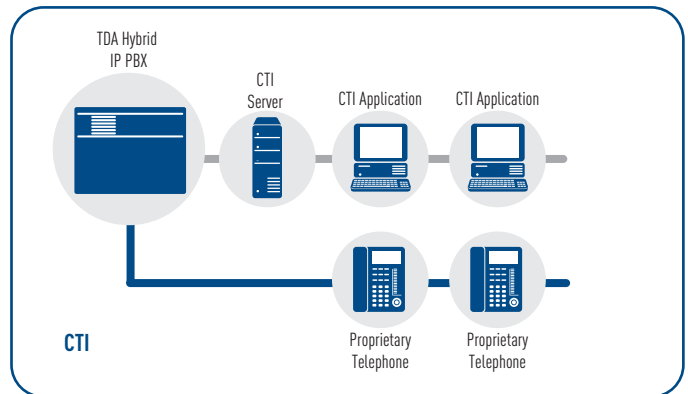 TDA Hybrid
IP PBX
CTI
Server
CTI Application
CTI Application
Proprietary
Telephone
Proprietary
Telephone
CTI